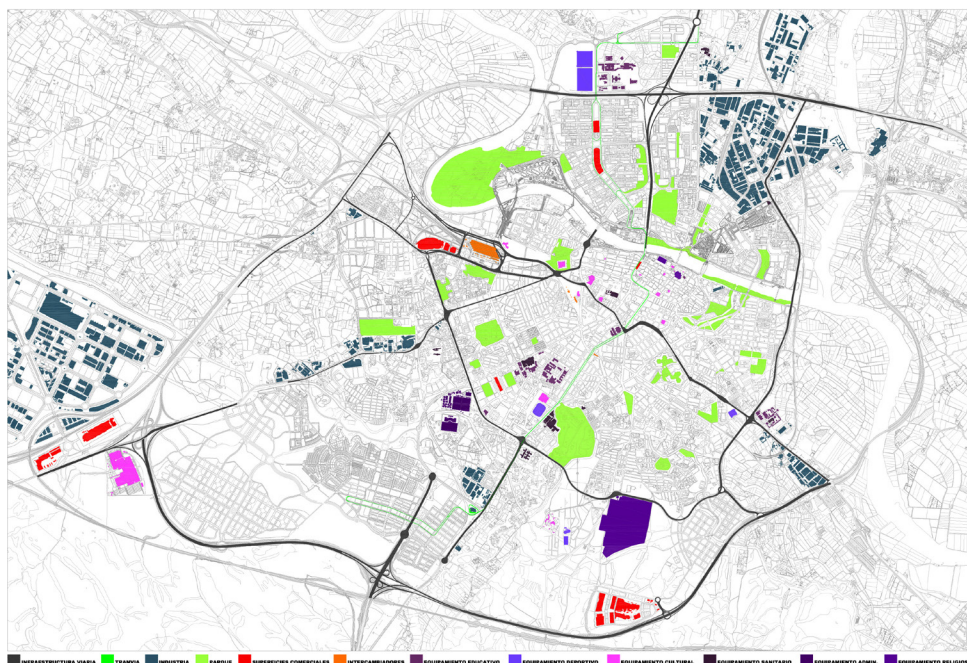 INFRAESTRUCTURA VIARIA TRANVIA INDUSTRIA PARQUE SUPERFICIES COMERCIALES INTERCAMBIADORES EQUIPAMIENTO EDUCATIVO EQUIPAMIENTO DEPORTIVO EQUIPAMIENTO CULTURAL EQUIPAMIENTO SANITARIO EQUIPAMIENTO ADMIN. EQUIPAMIENTO RELIGIO